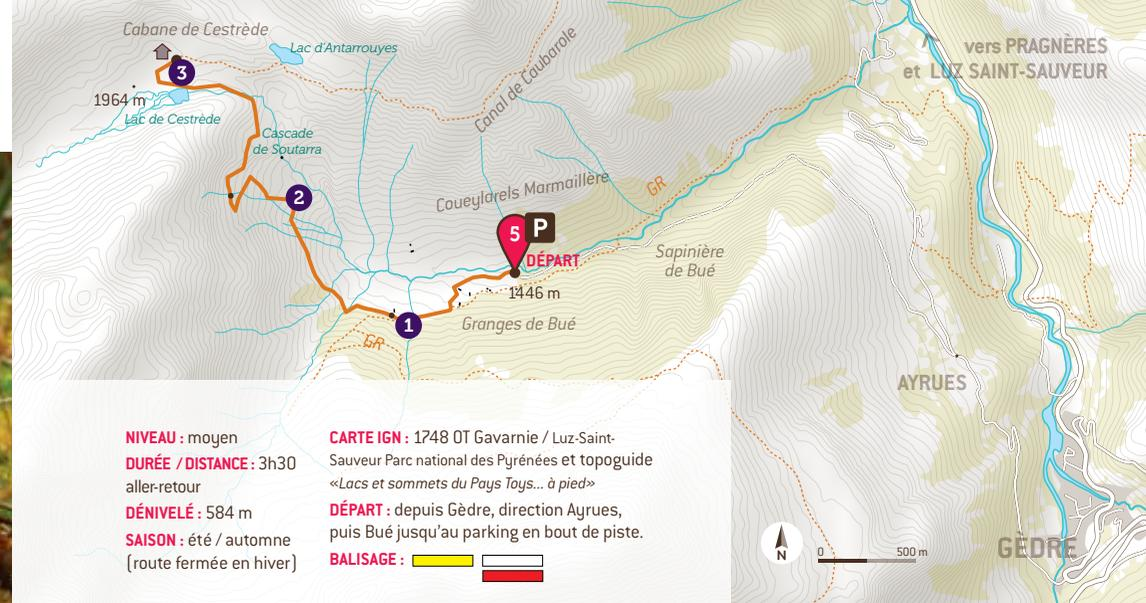 Cabane de Cestrède
Lac d'Antarrouyes
3
1964 m
Lac de Cestrède
Cascade
de Soutarra
Canal de Caubarole
vers PRAGNÈRES
et LUZ SAINT-SAUVEUR
2
Coueylarels Marmaillère
GR
5 P
DÉPART
1446 m
Sapinière
de Bué
1
Granges de Bué
GR
AYRUES
GÈDRE
NIVEAU : moyen
DURÉE / DISTANCE : 3h30
aller-retour
DÉNIVELÉ : 584 m
SAISON : été / automne
(route fermée en hiver)
CARTE IGN : 1748 OT Gavarnie / Luz-Saint-
Sauveur Parc national des Pyrénées et topoguide
«Lacs et sommets du Pays Toys... à pied»
DÉPART : depuis Gèdre, direction Ayrues,
puis Bué jusqu'au parking en bout de piste.
BALISAGE :
N
0 500 m